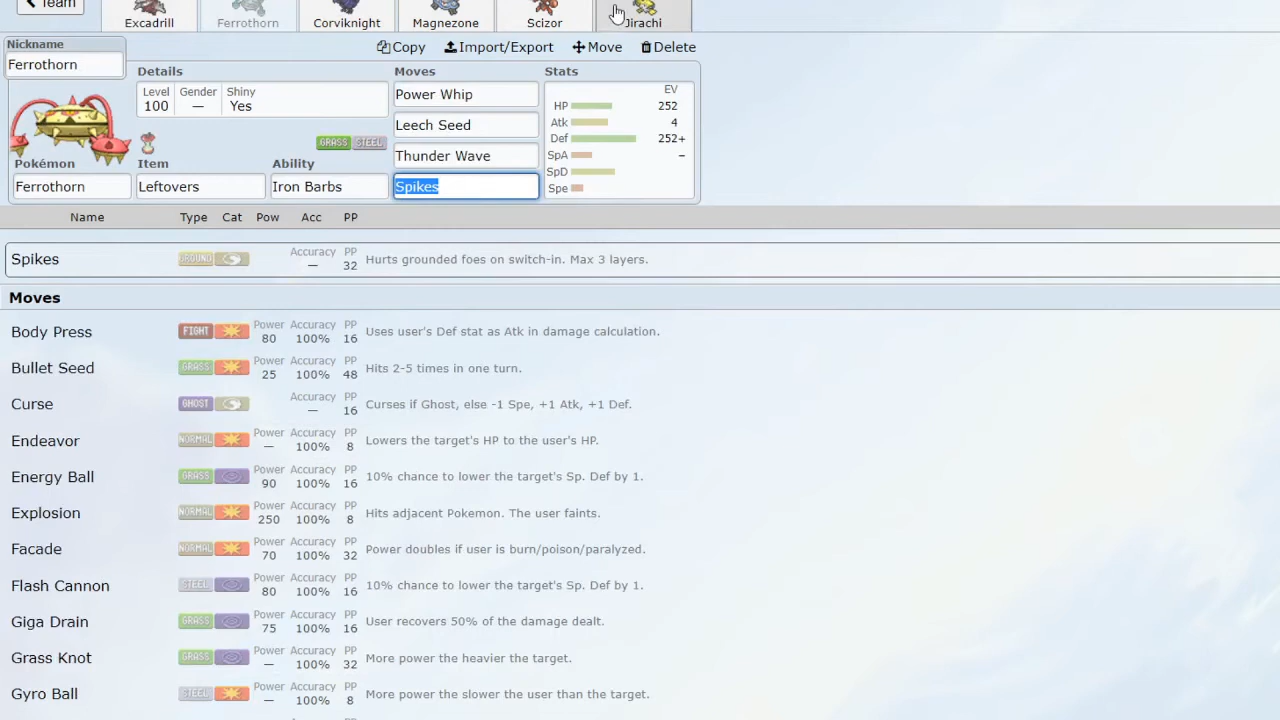 Team
Excadrill Ferrothorn Corviknight Magnezone Scizor Jirachi
Nickname
Ferrothorn
Copy Import/Export Move Delete
Details Moves Stats
Level Gender Shiny
100 — Yes
Power Whip
Leech Seed
Thunder Wave
Spikes
EV
HP 252
Atk 4
Def 252+
SpA –
SpD
Spe
GRASS STEEL
Pokémon Item Ability
Ferrothorn Leftovers Iron Barbs
Name Type Cat Pow Acc PP
Spikes GROUND Accuracy — PP 32 Hurts grounded foes on switch-in. Max 3 layers.
Moves
Body Press FIGHT Power 80 Accuracy 100% PP 16 Uses user's Def stat as Atk in damage calculation.
Bullet Seed GRASS Power 25 Accuracy 100% PP 48 Hits 2-5 times in one turn.
Curse GHOST Accuracy — PP 16 Curses if Ghost, else -1 Spe, +1 Atk, +1 Def.
Endeavor NORMAL Power — Accuracy 100% PP 8 Lowers the target's HP to the user's HP.
Energy Ball GRASS Power 90 Accuracy 100% PP 16 10% chance to lower the target's Sp. Def by 1.
Explosion NORMAL Power 250 Accuracy 100% PP 8 Hits adjacent Pokemon. The user faints.
Facade NORMAL Power 70 Accuracy 100% PP 32 Power doubles if user is burn/poison/paralyzed.
Flash Cannon STEEL Power 80 Accuracy 100% PP 16 10% chance to lower the target's Sp. Def by 1.
Giga Drain GRASS Power 75 Accuracy 100% PP 16 User recovers 50% of the damage dealt.
Grass Knot GRASS Power — Accuracy 100% PP 32 More power the heavier the target.
Gyro Ball STEEL Power — Accuracy 100% PP 8 More power the slower the user than the target.